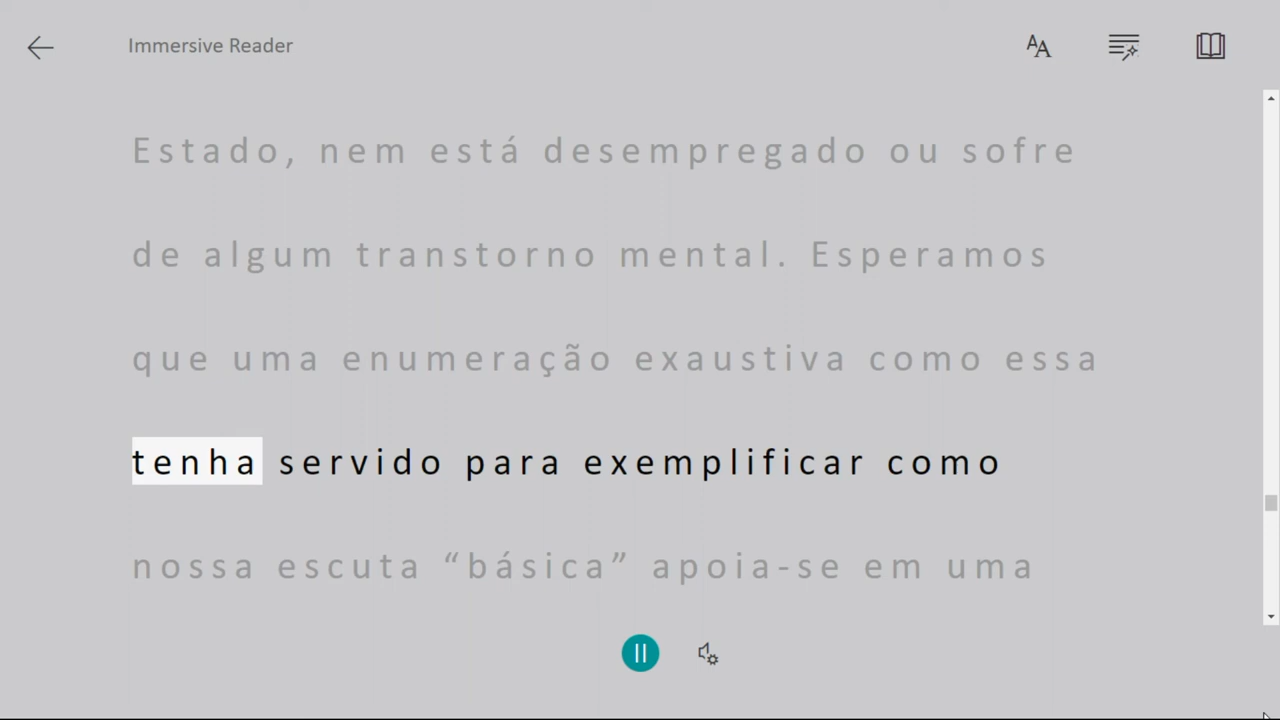 Immersive Reader
Estado, nem está desempregado ou sofre
de algum transtorno mental. Esperamos
que uma enumeração exaustiva como essa
tenha servido para exemplificar como
nossa escuta “básica” apoia-se em uma